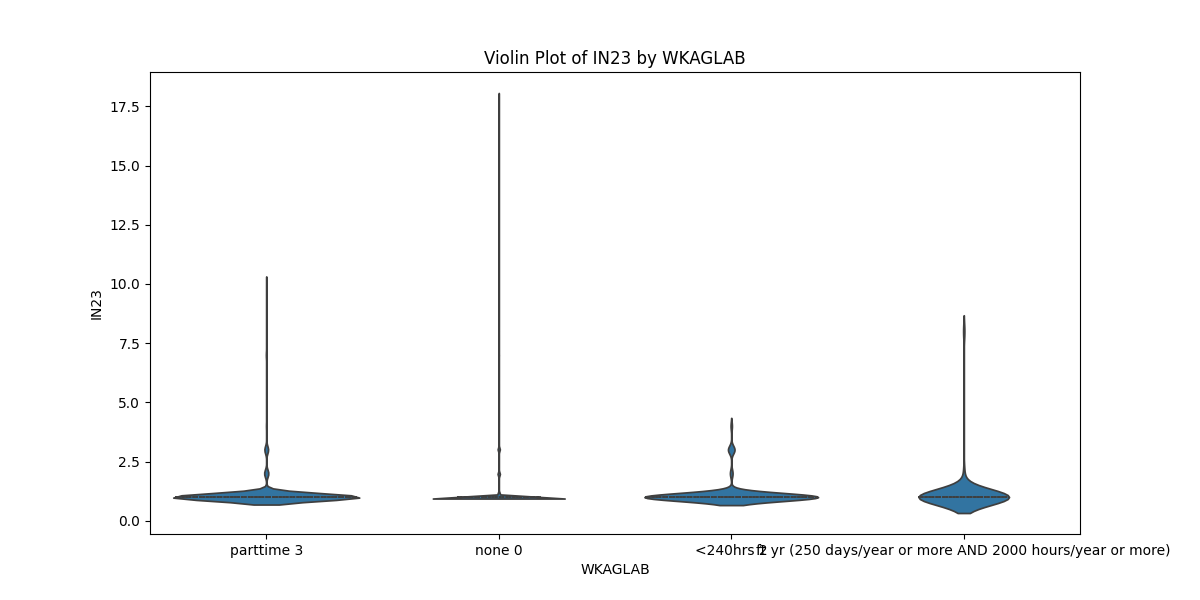 Violin Plot of IN23 by WKAGLAB
17.5
15.0
12.5
10.0
7.5
5.0
2.5
0.0
IN23
parttime 3
none 0
<240hrs 2
yr (250 days/year or more AND 2000 hours/year or more)
WKAGLAB